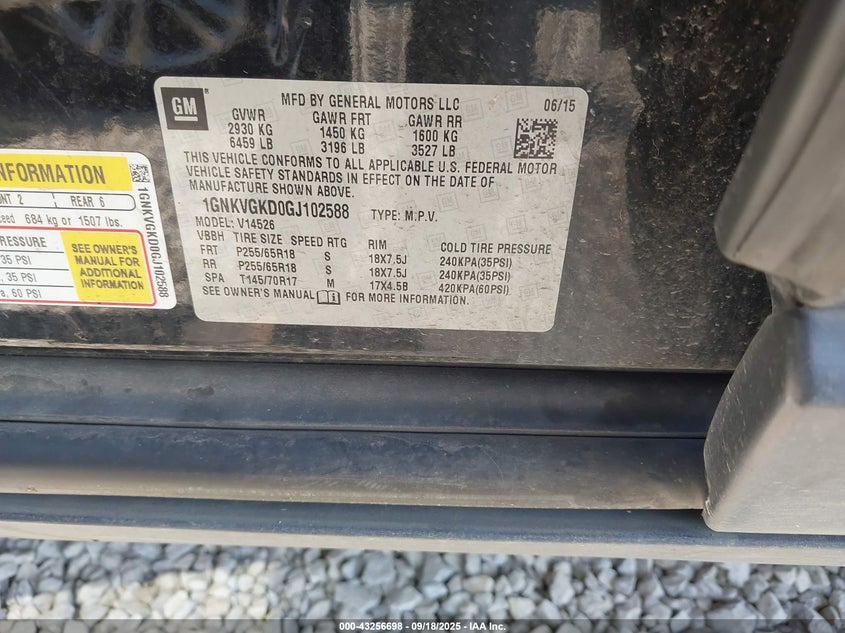 GM
MFD BY GENERAL MOTORS LLC 06/15
GVWR GAWR FRT GAWR RR
2930 KG 1450 KG 1600 KG
6459 LB 3196 LB 3527 LB
THIS VEHICLE CONFORMS TO ALL APPLICABLE U.S. FEDERAL MOTOR
VEHICLE SAFETY STANDARDS IN EFFECT ON THE DATE OF
MANUFACTURE SHOWN ABOVE.
1GNKVGKD0GJ102588 TYPE: M.P.V.
MODEL: V14526
VBBH TIRE SIZE SPEED RTG RIM COLD TIRE PRESSURE
FRT P255/65R18 S 18X7.5J 240KPA(35PSI)
RR P255/65R18 S 18X7.5J 240KPA(35PSI)
SPA T145/70R17 M 17X4.5B 420KPA(60PSI)
SEE OWNER'S MANUAL FOR MORE INFORMATION.
INFORMATION
2 REAR 6
684 kg or 1507 lbs.
35 PSI
35 PSI
60 PSI
SEE OWNER'S
MANUAL FOR
ADDITIONAL
INFORMATION
1GNKVGKD0GJ102588
000-43256698 - 09/18/2025 - IAA Inc.